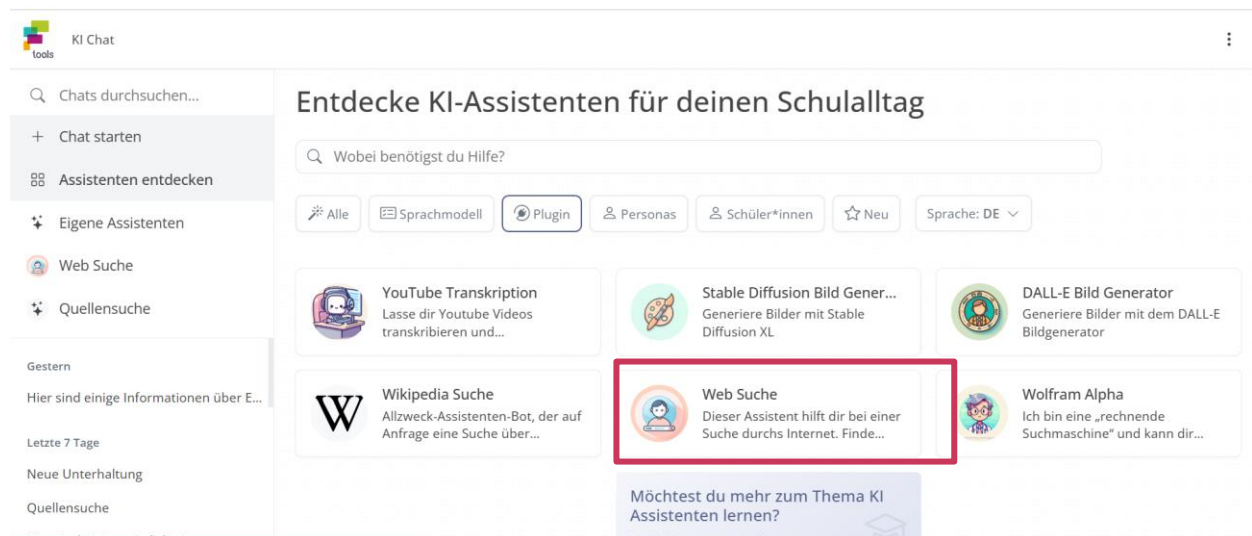 tools
KI Chat
Chats durchsuchen...
Chat starten
Assistenten entdecken
Eigene Assistenten
Web Suche
Quellensuche
Gestern
Hier sind einige Informationen über E...
Letzte 7 Tage
Neue Unterhaltung
Quellensuche
Entdecke KI-Assistenten für deinen Schulalltag
Wobei benötigst du Hilfe?
Alle
Sprachmodell
Plugin
Personas
Schüler*innen
Neu
Sprache: DE
YouTube Transkription
Lasse dir Youtube Videos
transkribieren und...
Stable Diffusion Bild Gener...
Generiere Bilder mit Stable
Diffusion XL
DALL-E Bild Generator
Generiere Bilder mit dem DALL-E
Bildgenerator
W
Wikipedia Suche
Allzweck-Assistenten-Bot, der auf
Anfrage eine Suche über...
Web Suche
Dieser Assistent hilft dir bei einer
Suche durchs Internet. Finde...
Wolfram Alpha
Ich bin eine „rechnende
Suchmaschine" und kann dir...
Möchtest du mehr zum Thema KI
Assistenten lernen?